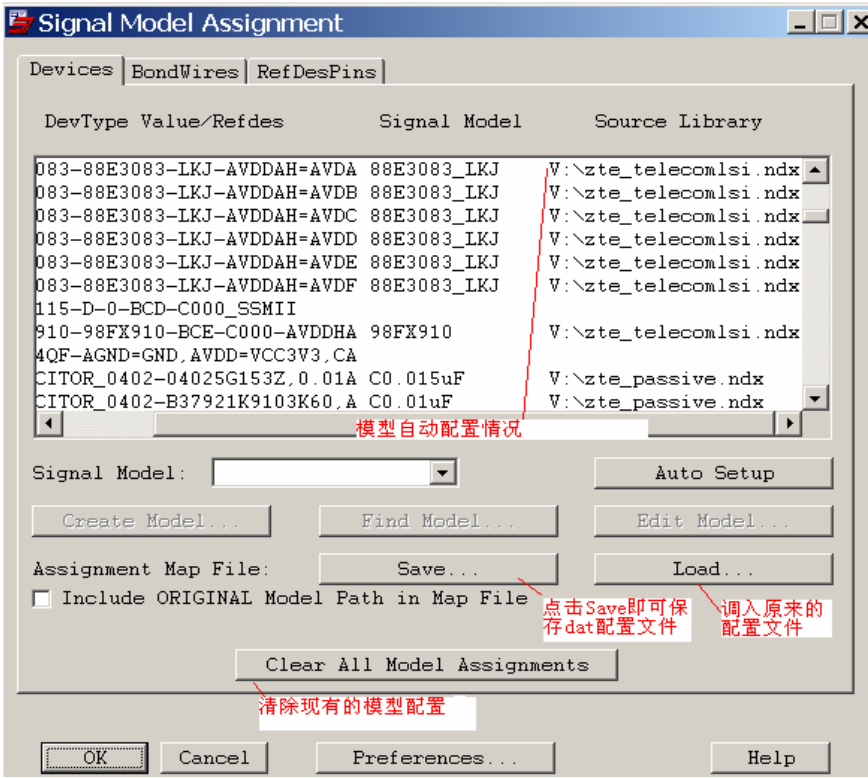 Signal Model Assignment
Devices BondWires RefDesPins
DevType Value/Refdes Signal Model Source Library
083-88E3083-LKJ-AVDDAH=AVDA 88E3083_LKJ V:\zte_telecomlsi.ndx
083-88E3083-LKJ-AVDDAH=AVDB 88E3083_LKJ V:\zte_telecomlsi.ndx
083-88E3083-LKJ-AVDDAH=AVDC 88E3083_LKJ V:\zte_telecomlsi.ndx
083-88E3083-LKJ-AVDDAH=AVDD 88E3083_LKJ V:\zte_telecomlsi.ndx
083-88E3083-LKJ-AVDDAH=AVDE 88E3083_LKJ V:\zte_telecomlsi.ndx
083-88E3083-LKJ-AVDDAH=AVDF 88E3083_LKJ V:\zte_telecomlsi.ndx
115-D-0-BCD-C000_SSMII
910-98FX910-BCE-C000-AVDDHA 98FX910 V:\zte_telecomlsi.ndx
4QF-AGND=GND,AVDD=VCC3V3,CA
CITOR_0402-04025G153Z,0.01A C0.015uF V:\zte_passive.ndx
CITOR_0402-B37921K9103K60,A C0.01uF V:\zte_passive.ndx
模型自动配置情况
Signal Model: Auto Setup
Create Model... Find Model... Edit Model...
Assignment Map File: Save... Load...
Include ORIGINAL Model Path in Map File
点击Save即可保
存dat配置文件
调入原来的
配置文件
Clear All Model Assignments
清除现有的模型配置
OK Cancel Preferences... Help